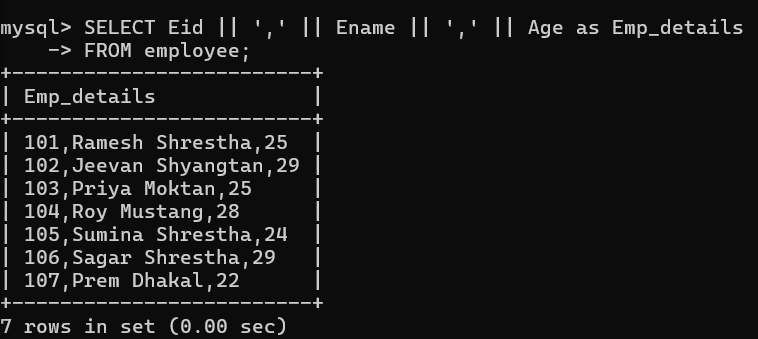 mysql> SELECT Eid || ',' || Ename || ',' || Age as Emp_details
    -> FROM employee;
+-------------------------+
| Emp_details             |
+-------------------------+
| 101,Ramesh Shrestha,25  |
| 102,Jeevan Shyangtan,29 |
| 103,Priya Moktan,25     |
| 104,Roy Mustang,28      |
| 105,Sumina Shrestha,24  |
| 106,Sagar Shrestha,29   |
| 107,Prem Dhakal,22      |
+-------------------------+
7 rows in set (0.00 sec)